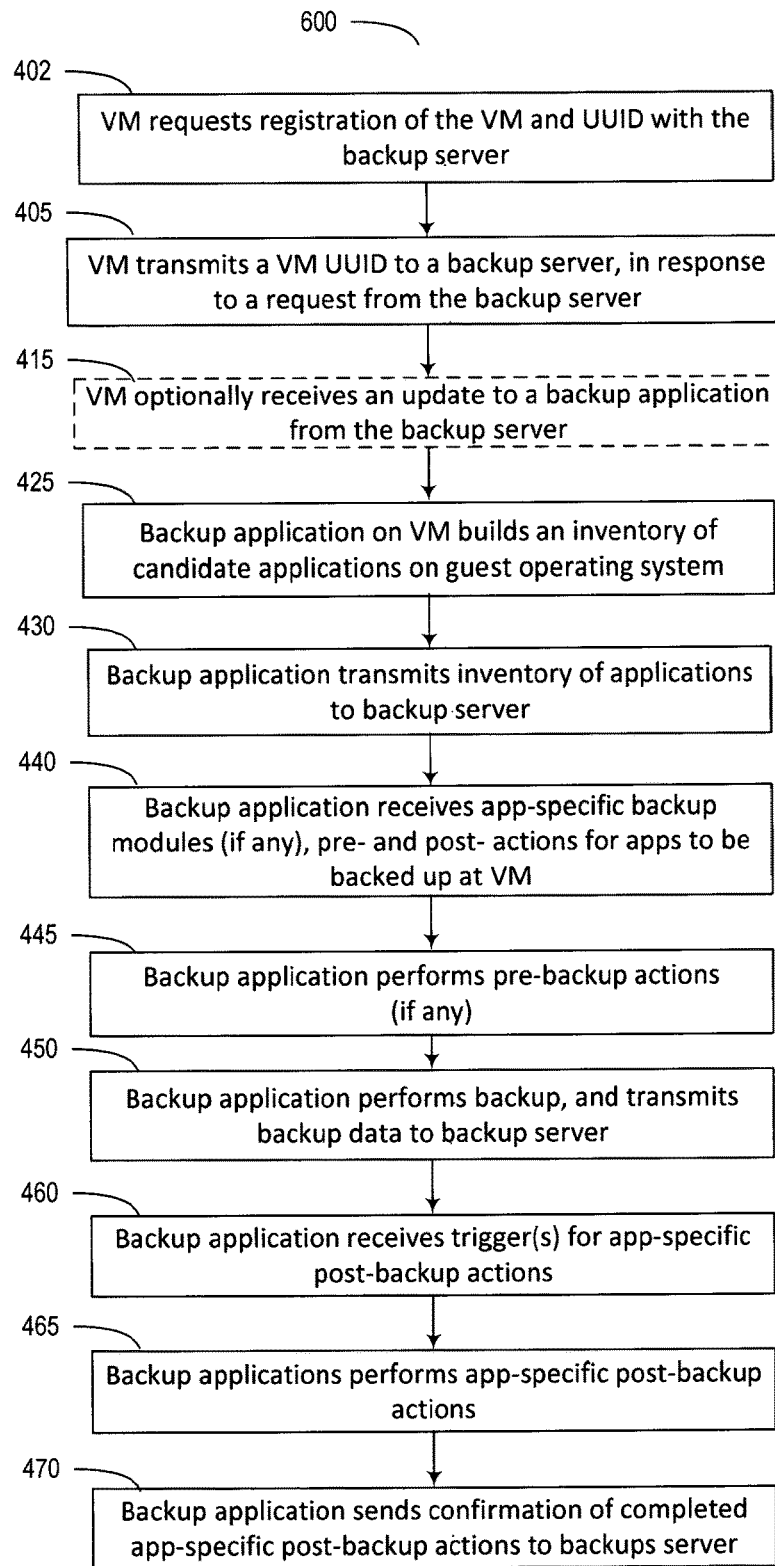 600
402
VM requests registration of the VM and UUID with the
backup server
405
VM transmits a VM UUID to a backup server, in response
to a request from the backup server
415
VM optionally receives an update to a backup application
from the backup server
425
Backup application on VM builds an inventory of
candidate applications on guest operating system
430
Backup application transmits inventory of applications
to backup server
440
Backup application receives app-specific backup
modules (if any), pre- and post- actions for apps to be
backed up at VM
445
Backup application performs pre-backup actions
(if any)
450
Backup application performs backup, and transmits
backup data to backup server
460
Backup application receives trigger(s) for app-specific
post-backup actions
465
Backup applications performs app-specific post-backup
actions
470
Backup application sends confirmation of completed
app-specific post-backup actions to backups server